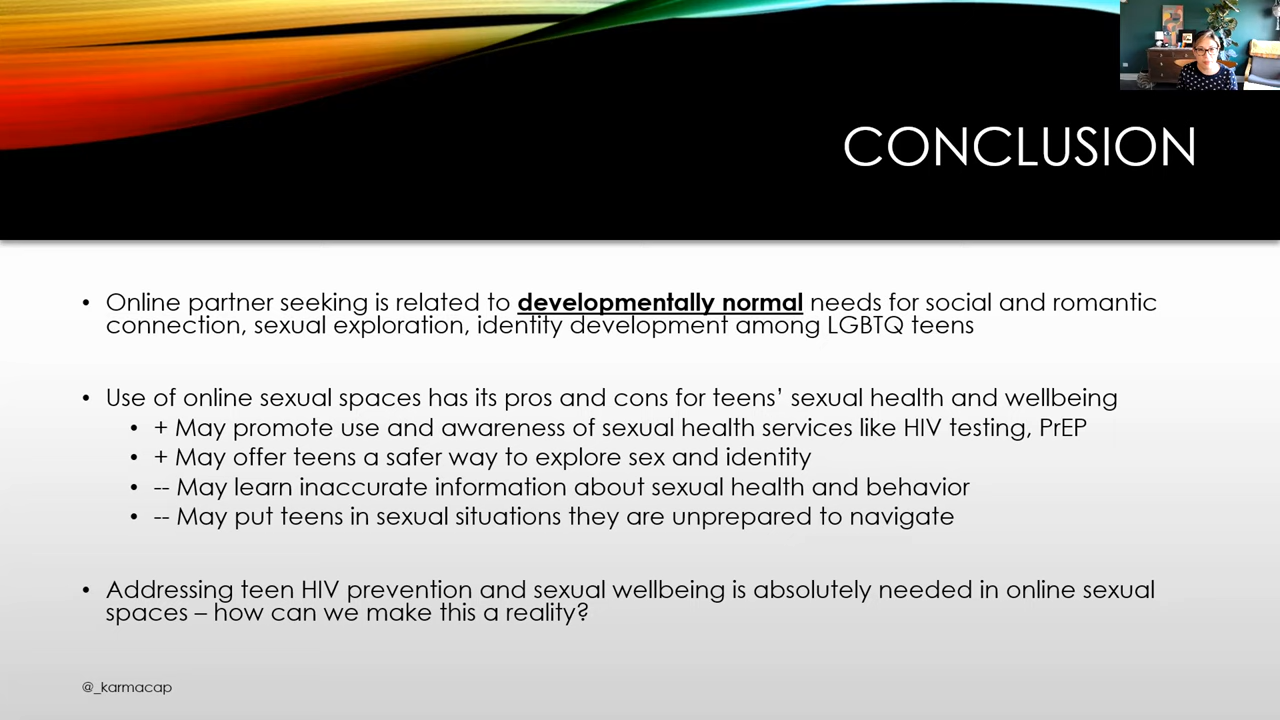 CONCLUSION
• Online partner seeking is related to developmentally normal needs for social and romantic
connection, sexual exploration, identity development among LGBTQ teens
• Use of online sexual spaces has its pros and cons for teens’ sexual health and wellbeing
• + May promote use and awareness of sexual health services like HIV testing, PrEP
• + May offer teens a safer way to explore sex and identity
• -- May learn inaccurate information about sexual health and behavior
• -- May put teens in sexual situations they are unprepared to navigate
• Addressing teen HIV prevention and sexual wellbeing is absolutely needed in online sexual
spaces – how can we make this a reality?
@_karmacap